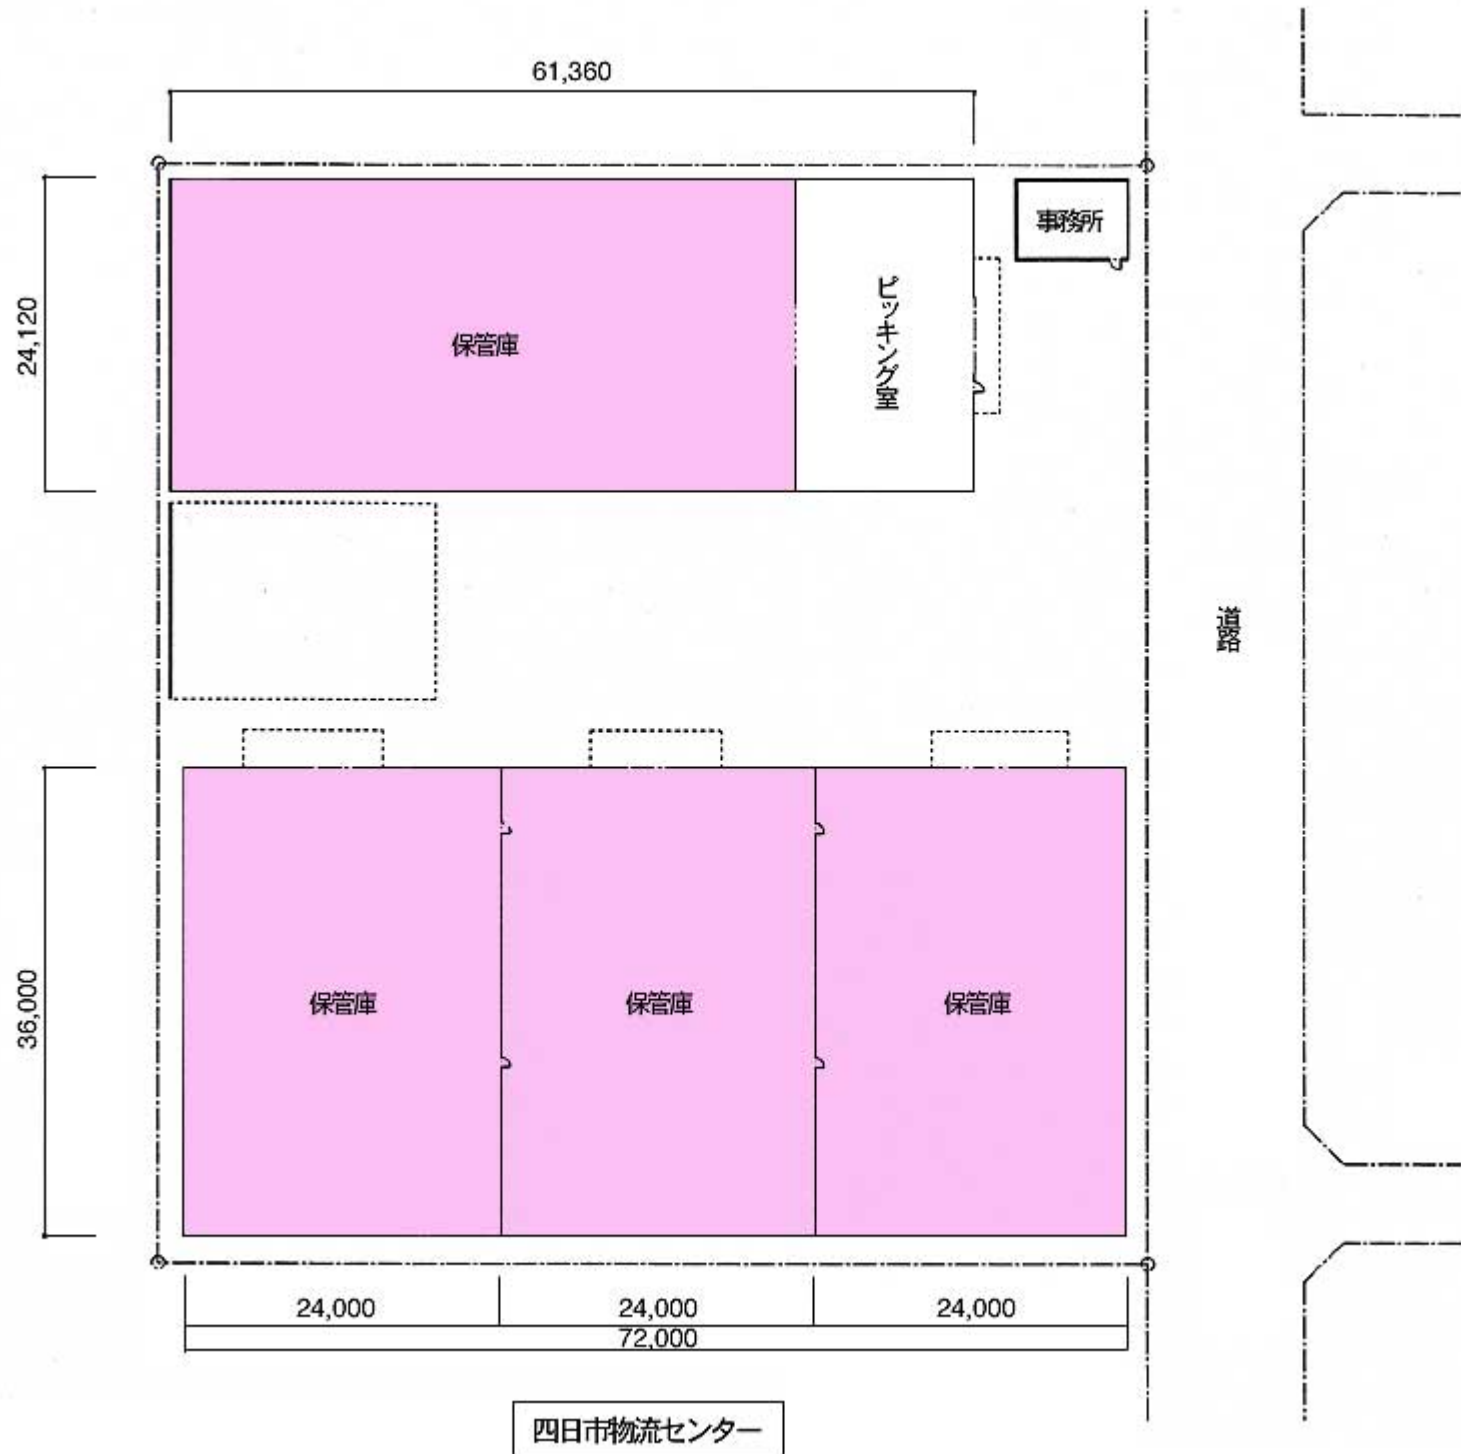 61,360
事務所
24,120
保管庫
ピッキング室
道路
36,000
保管庫
保管庫
保管庫
24,000
24,000
24,000
72,000
四日市物流センター